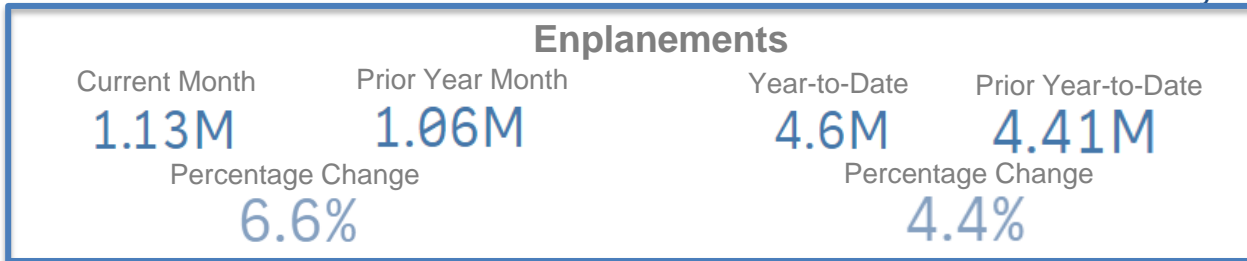 Enplanements
Current Month Prior Year Month Year-to-Date Prior Year-to-Date
1.13M 1.06M 4.6M 4.41M
Percentage Change Percentage Change
6.6% 4.4%